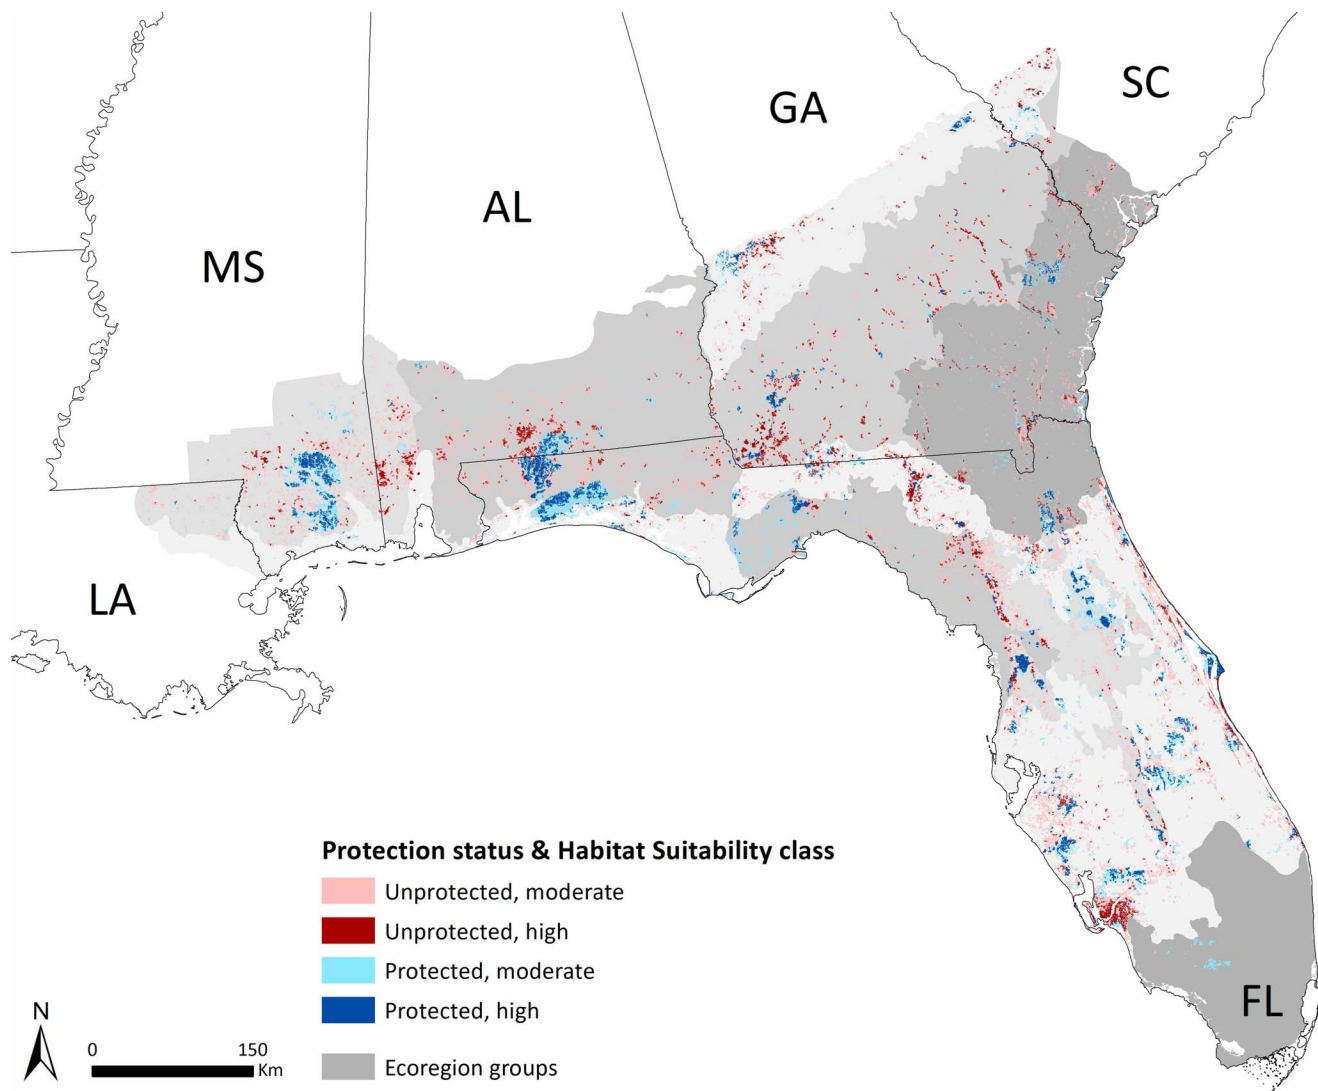 SC
GA
AL
MS
LA
FL
Protection status & Habitat Suitability class
Unprotected, moderate
Unprotected, high
Protected, moderate
Protected, high
Ecoregion groups
N
0 150
Km